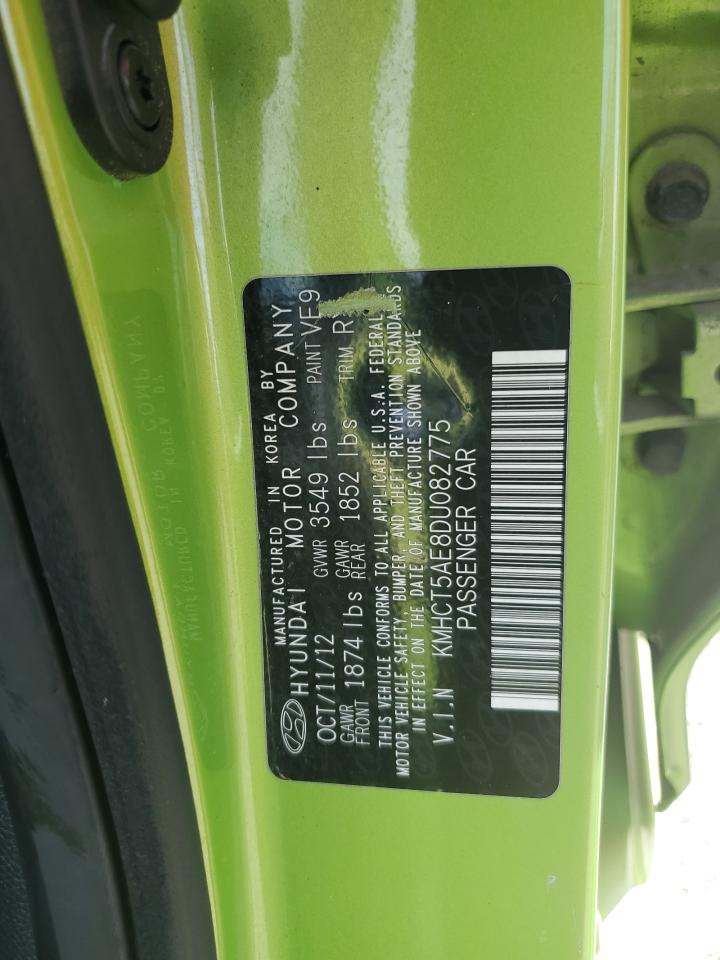 MANUFACTURED IN KOREA BY
HYUNDAI MOTOR COMPANY
OCT/11/12 GVWR 3549 lbs PAINT VE9
GAWR FRONT 1874 lbs GAWR REAR 1852 lbs TRIM
THIS VEHICLE CONFORMS TO ALL APPLICABLE U.S.A. FEDERAL
MOTOR VEHICLE SAFETY, BUMPER, AND THEFT PREVENTION STANDARDS
IN EFFECT ON THE DATE OF MANUFACTURE SHOWN ABOVE
V.I.N KMHCT5AE8DU082775
PASSENGER CAR